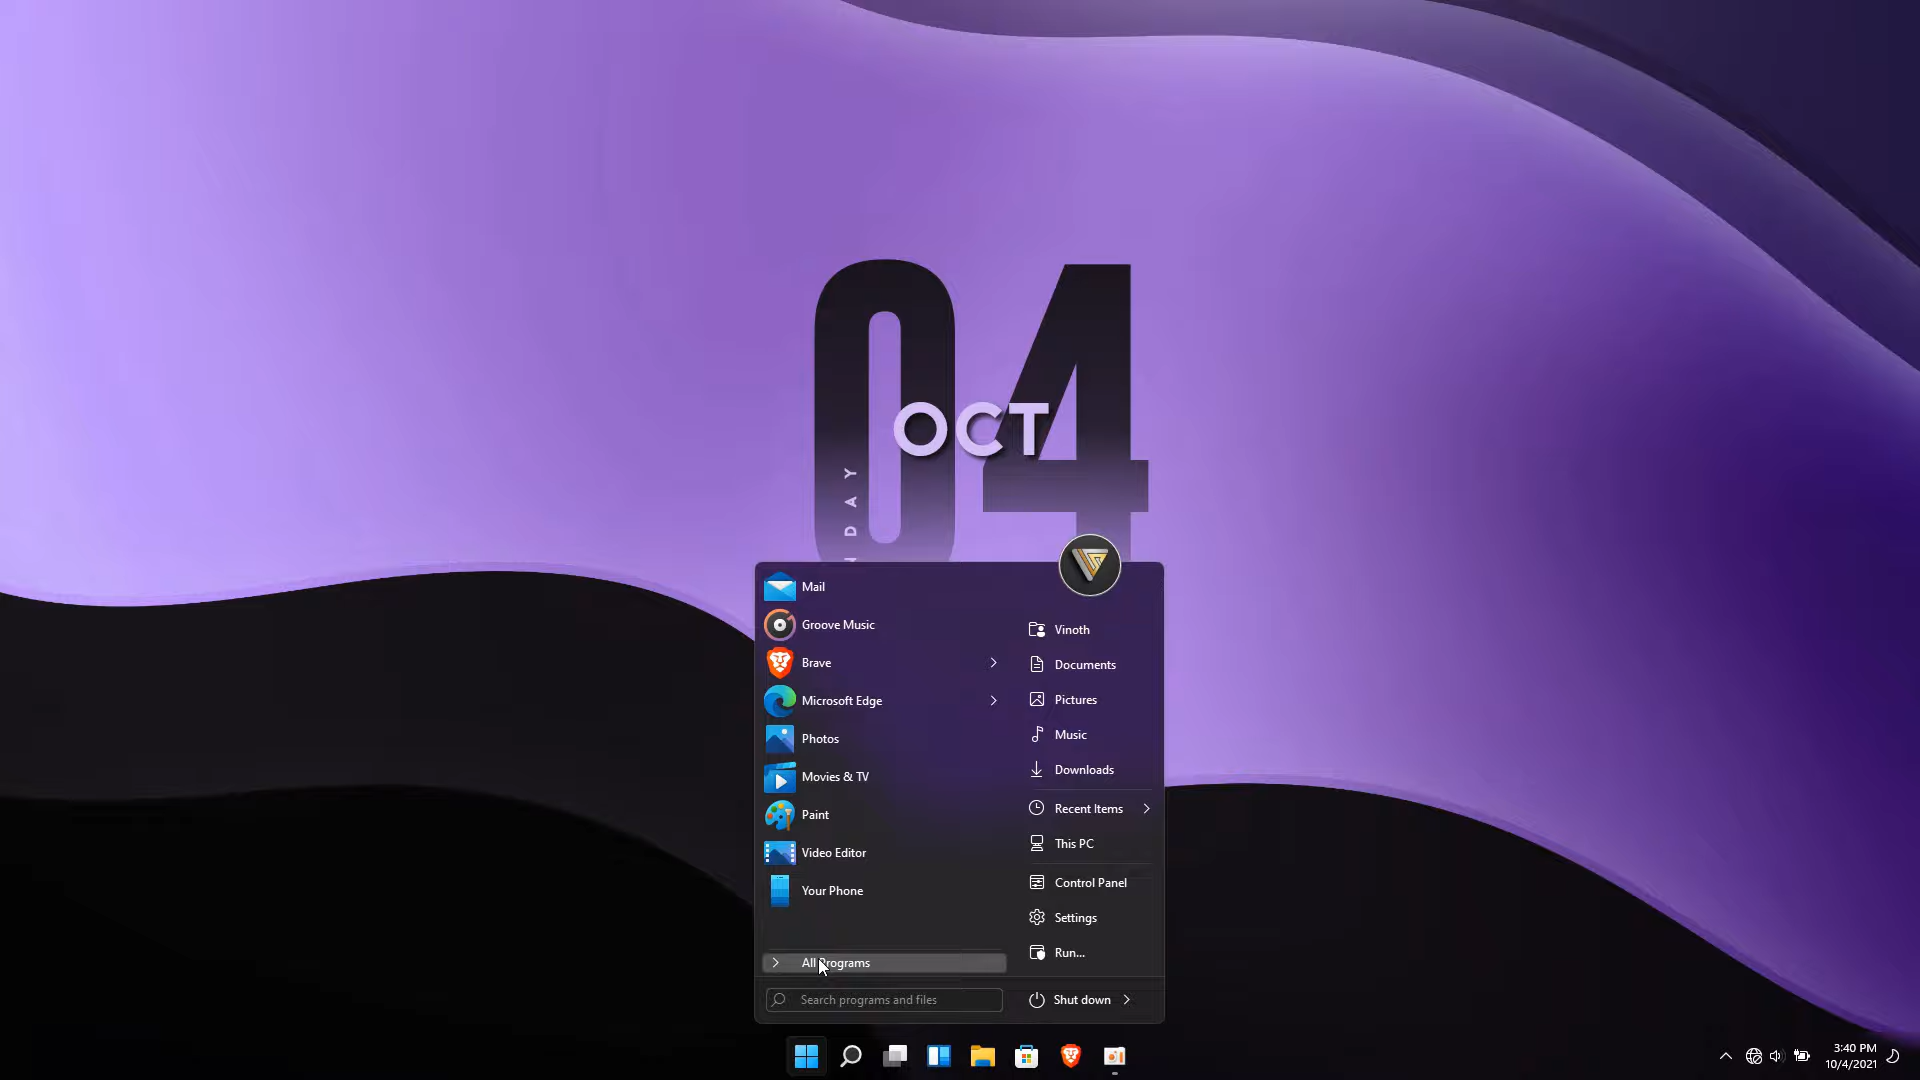 04
OCT
Mail
Groove Music
Brave
Microsoft Edge
Photos
Movies & TV
Paint
Video Editor
Your Phone
All Programs
Search programs and files
Vinoth
Documents
Pictures
Music
Downloads
Recent Items
This PC
Control Panel
Settings
Run...
Shut down
3:40 PM
10/4/2021